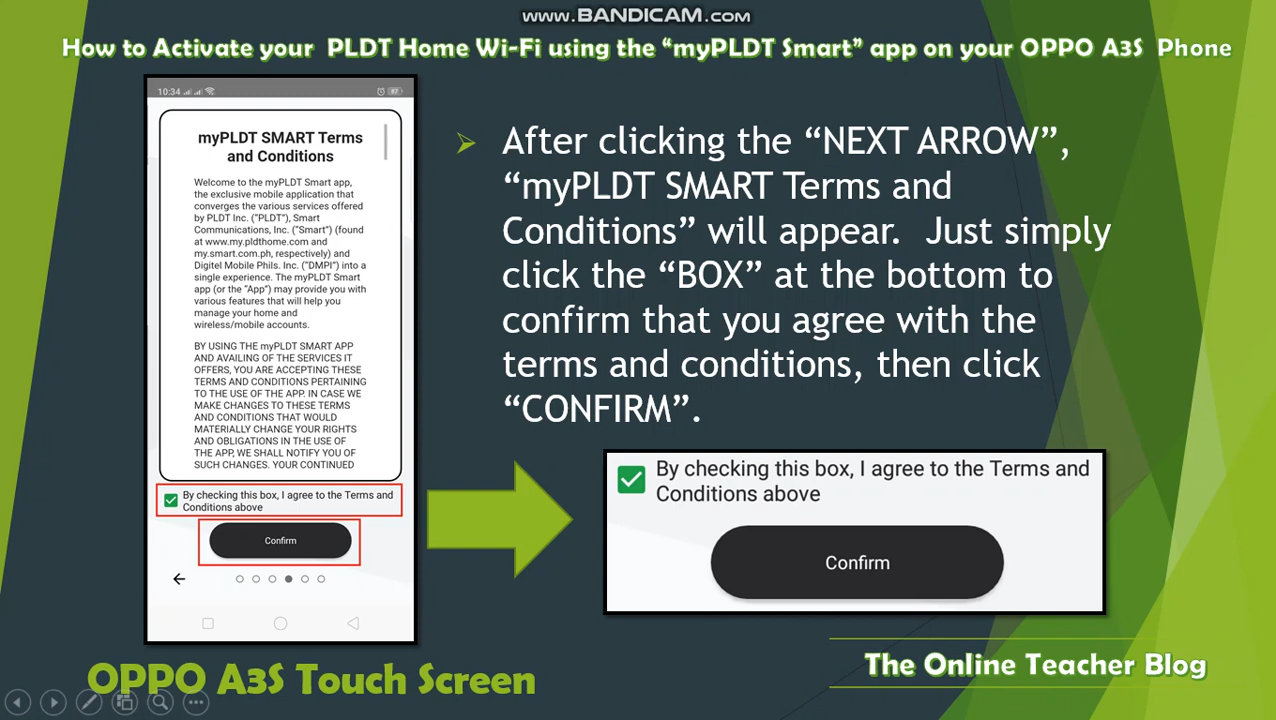 www.BANDICAM.com
How to Activate your PLDT Home Wi-Fi using the “myPLDT Smart” app on your OPPO A3S Phone
10:34
87
myPLDT SMART Terms
and Conditions
Welcome to the myPLDT Smart app,
the exclusive mobile application that
converges the various services offered
by PLDT Inc. ("PLDT"), Smart
Communications, Inc. ("Smart") (found
at www.my.pldthome.com and
my.smart.com.ph, respectively) and
Digitel Mobile Phils. Inc. ("DMPI") into a
single experience. The myPLDT Smart
app (or the "App") may provide you with
various features that will help you
manage your home and
wireless/mobile accounts.
BY USING THE myPLDT SMART APP
AND AVAILING OF THE SERVICES IT
OFFERS, YOU ARE ACCEPTING THESE
TERMS AND CONDITIONS PERTAINING
TO THE USE OF THE APP. IN CASE WE
MAKE CHANGES TO THESE TERMS
AND CONDITIONS THAT WOULD
MATERIALLY CHANGE YOUR RIGHTS
AND OBLIGATIONS IN THE USE OF
THE APP, WE SHALL NOTIFY YOU OF
SUCH CHANGES. YOUR CONTINUED
By checking this box, I agree to the Terms and
Conditions above
Confirm
After clicking the “NEXT ARROW”,
“myPLDT SMART Terms and
Conditions” will appear. Just simply
click the “BOX” at the bottom to
confirm that you agree with the
terms and conditions, then click
“CONFIRM”.
By checking this box, I agree to the Terms and
Conditions above
Confirm
OPPO A3S Touch Screen
The Online Teacher Blog